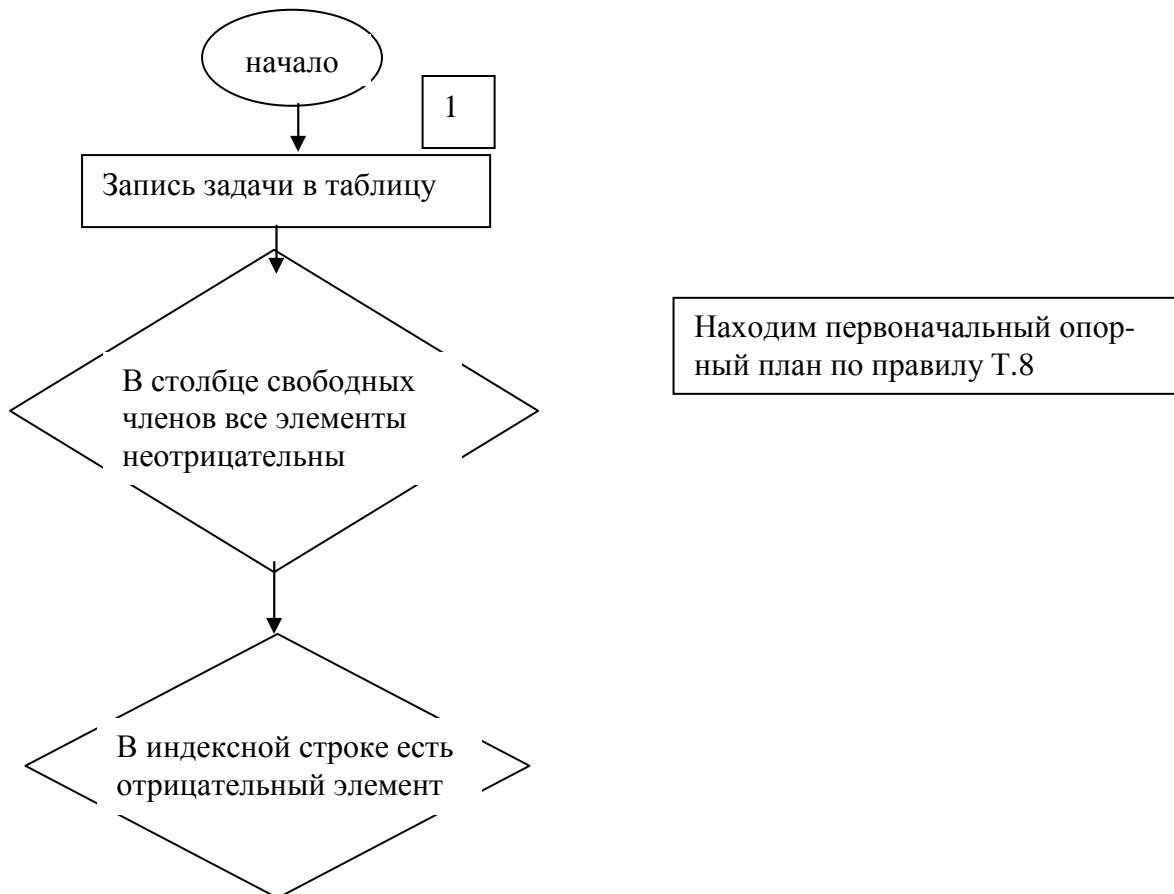 начало
1
Запись задачи в таблицу
В столбце свободных
членов все элементы
неотрицательны
Находим первоначальный опор-
ный план по правилу Т.8
В индексной строке есть
отрицательный элемент